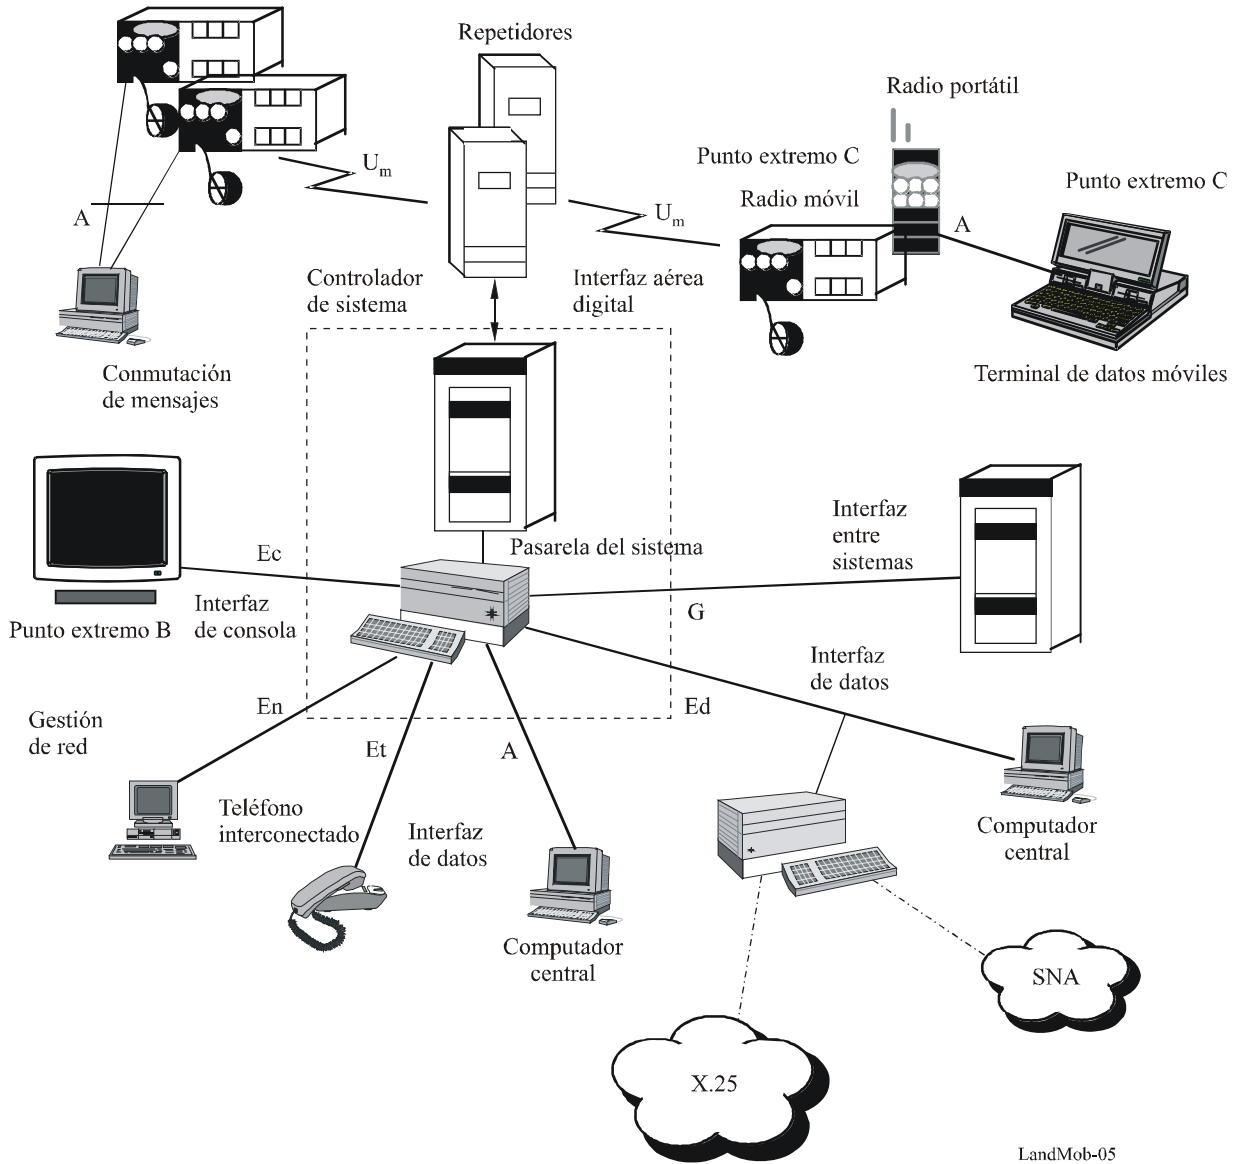 Repetidores
Radio portátil
U_m
Punto extremo C
Punto extremo C
Radio móvil
U_m
A
A
Controlador
de sistema
Interfaz aérea
digital
Conmutación
de mensajes
Terminal de datos móviles
Interfaz
entre
sistemas
Pasarela del sistema
Ec
Interfaz
de consola
Punto extremo B
G
Interfaz
de datos
En
Ed
Gestión
de red
Et
A
Teléfono
interconectado
Interfaz
de datos
Computador
central
Computador
central
SNA
X.25
LandMob-05